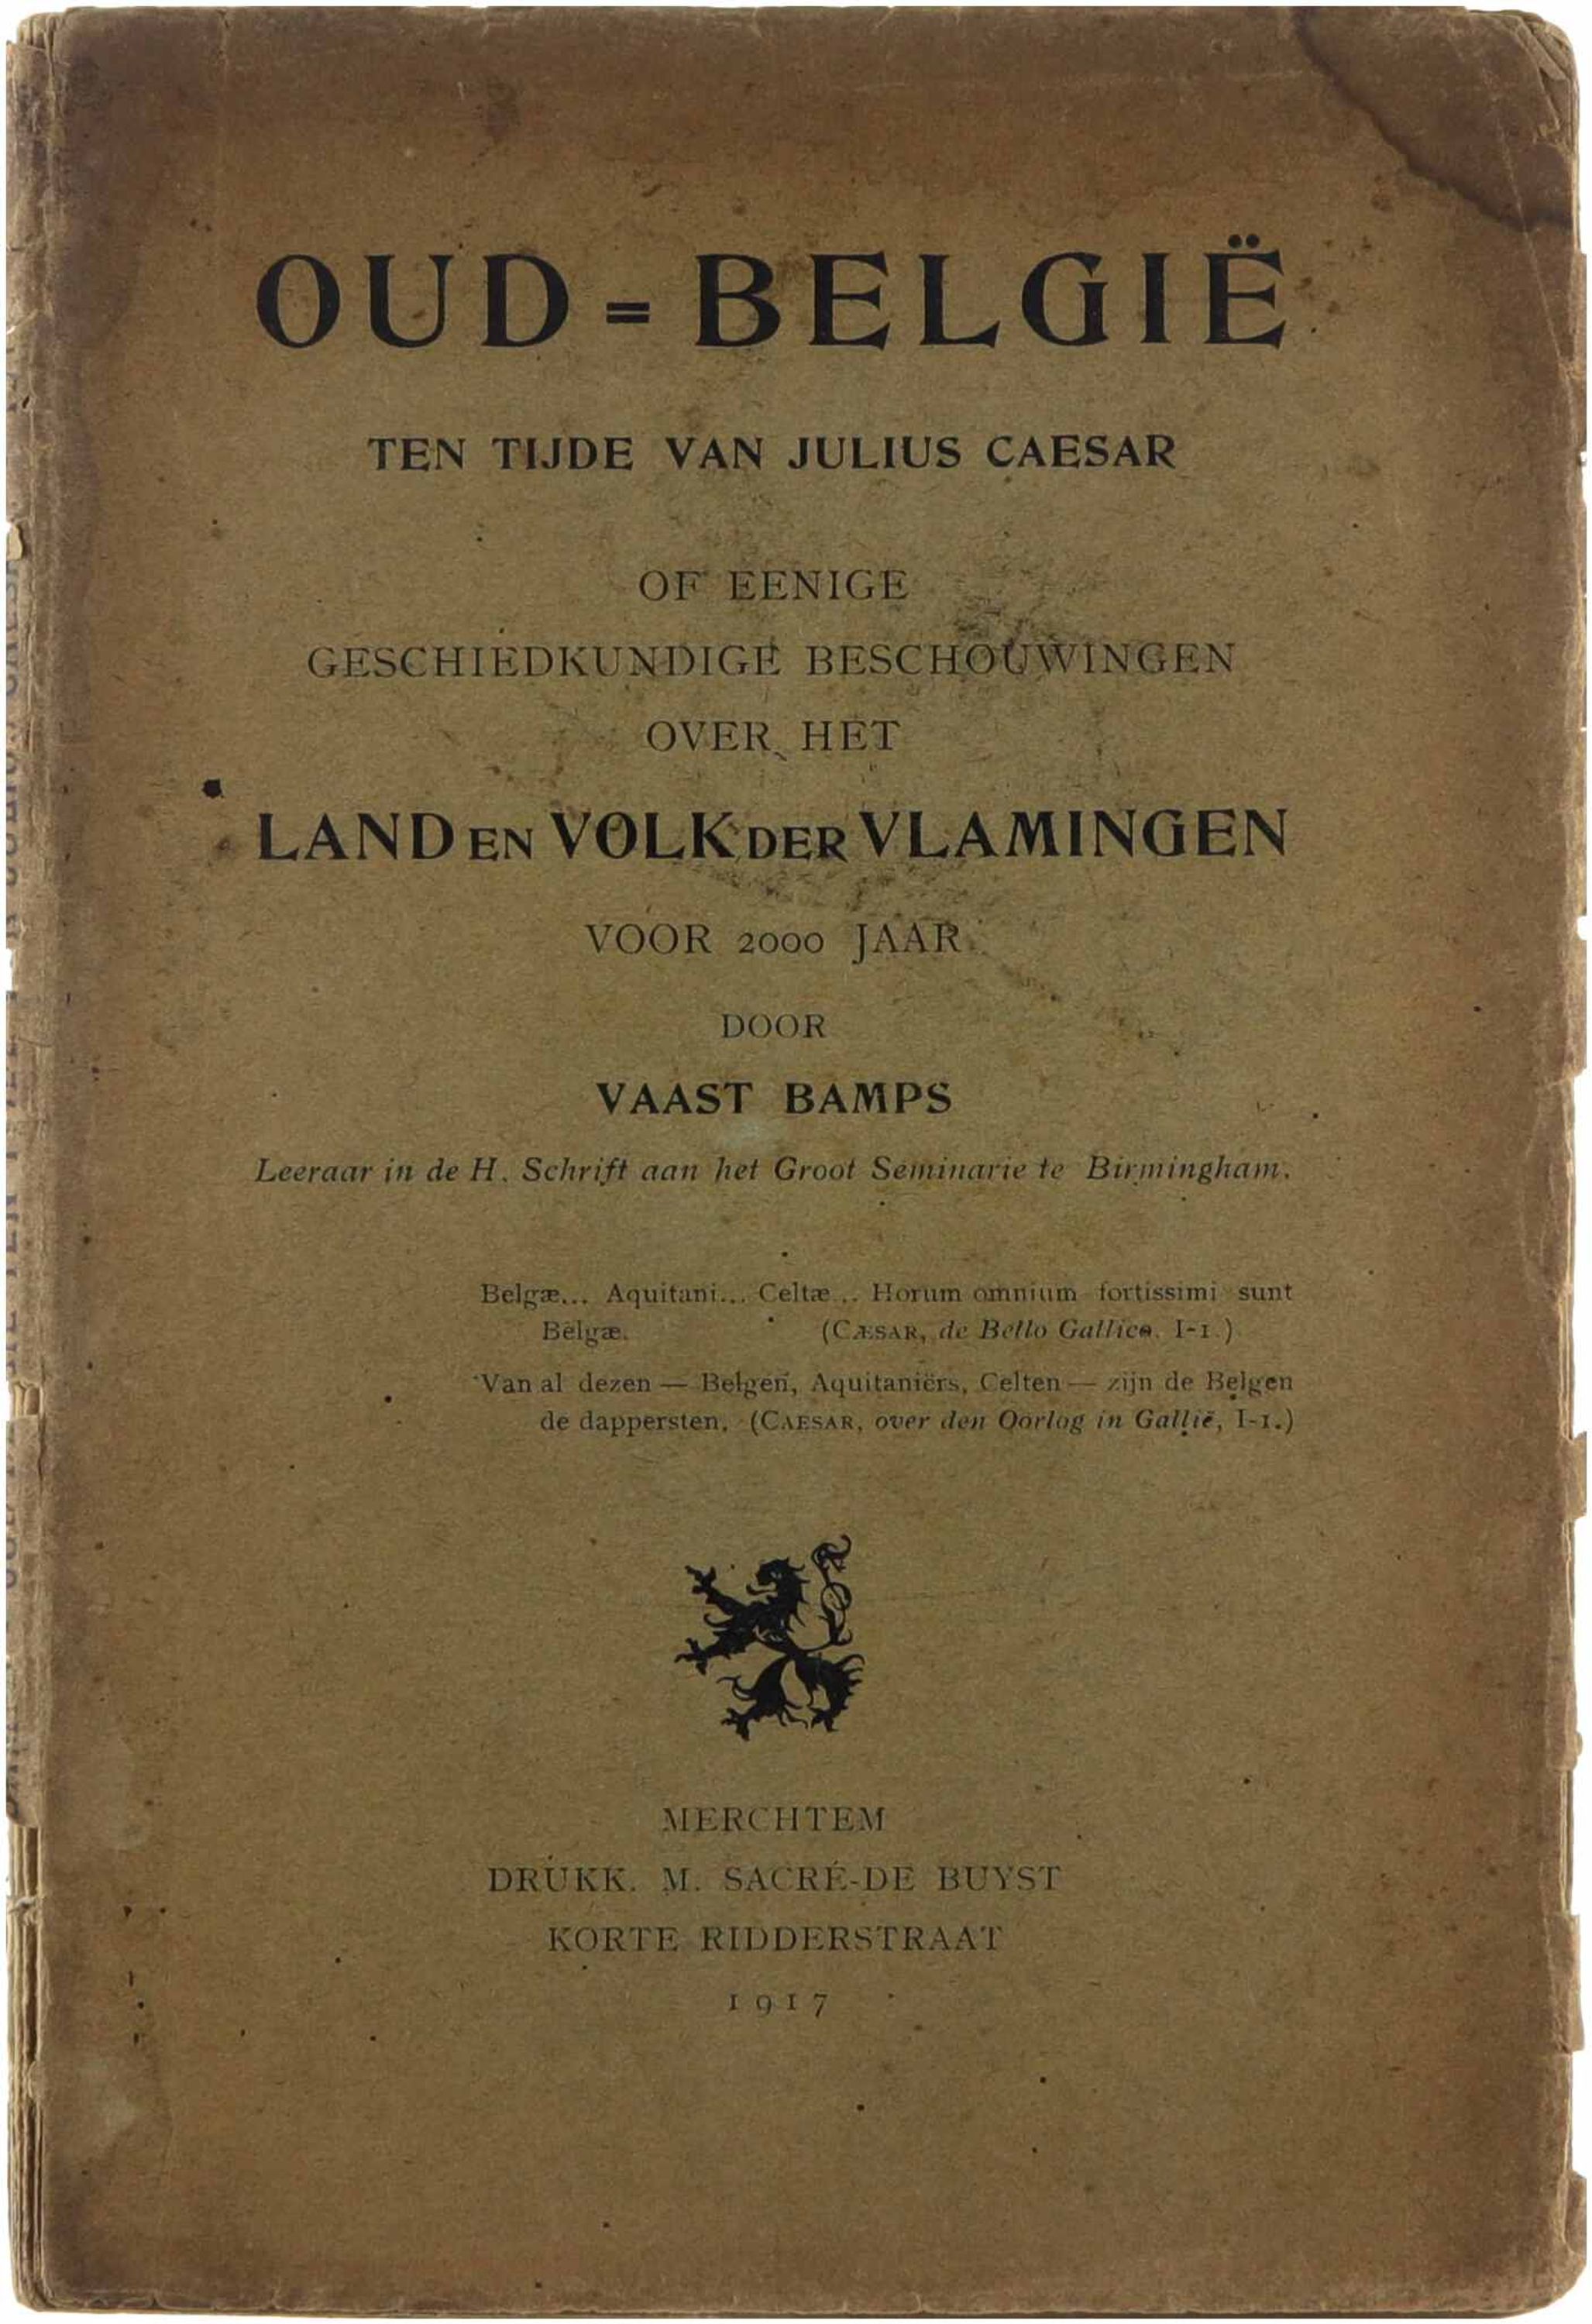 OUD=BELGIË
TEN TIJDE VAN JULIUS CAESAR
OF EENIGE
GESCHIEDKUNDIGE BESCHOUWINGEN
OVER HET
LAND EN VOLK DER VLAMINGEN
VOOR 2000 JAAR
DOOR
VAAST BAMPS
Leeraar in de H. Schrift aan het Groot Seminarie te Birmingham.
Belgæ... Aquitani... Celtæ... Horum omnium fortissimi sunt
Belgæ. (CÆSAR, de Bello Gallico. I-1.)
Van al dezen — Belgen, Aquitaniërs, Celten — zijn de Belgen
de dappersten. (CAESAR, over den Oorlog in Gallië, I-1.)
MERCHTEM
DRUKK. M. SACRÉ-DE BUYST
KORTE RIDDERSTRAAT
1917